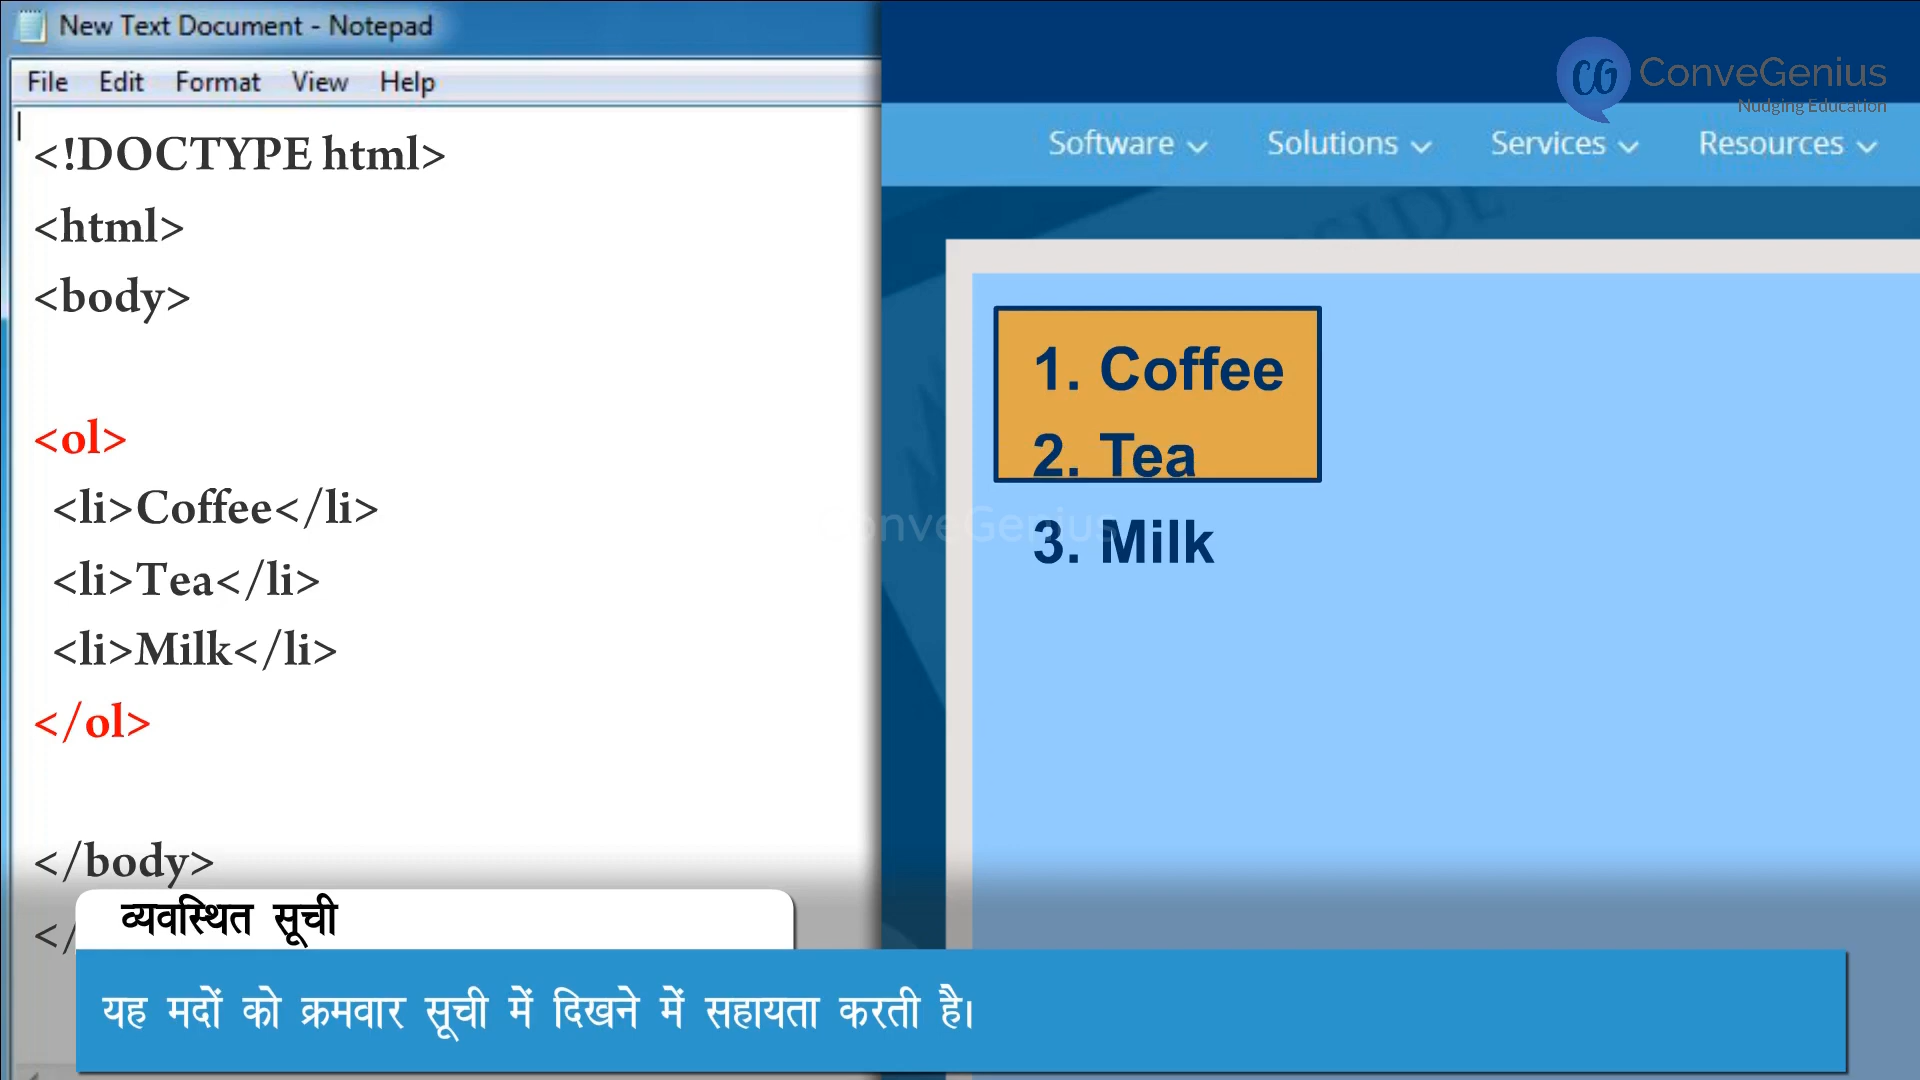 New Text Document - Notepad
File Edit Format View Help
<!DOCTYPE html>
<html>
<body>
<ol>
<li>Coffee</li>
<li>Tea</li>
<li>Milk</li>
</ol>
</body>
</
ConveGenius
Nudging Education
Software Solutions Services Resources
1. Coffee
2. Tea
3. Milk
ConveGenius
व्यवस्थित सूची
यह मदों को क्रमवार सूची में दिखने में सहायता करती है।